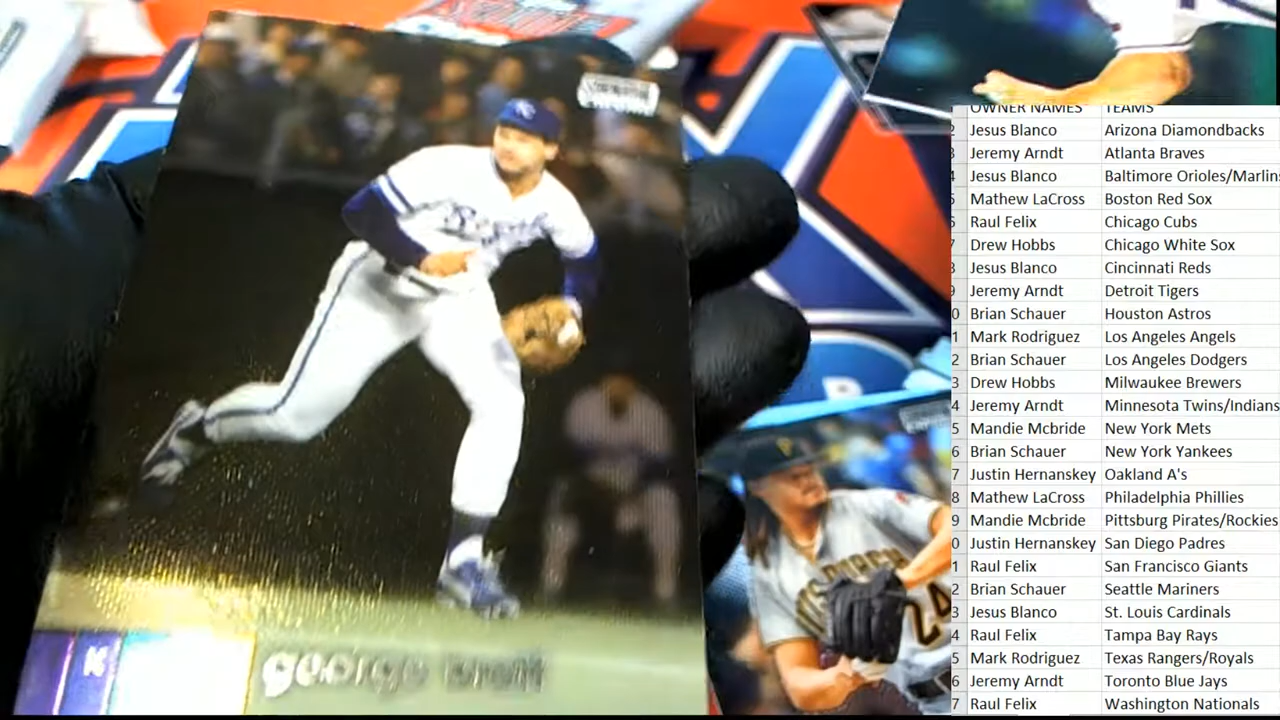 OWNER NAMES TEAMS
2 Jesus Blanco Arizona Diamondbacks
3 Jeremy Arndt Atlanta Braves
4 Jesus Blanco Baltimore Orioles/Marlins
5 Mathew LaCross Boston Red Sox
6 Raul Felix Chicago Cubs
7 Drew Hobbs Chicago White Sox
8 Jesus Blanco Cincinnati Reds
9 Jeremy Arndt Detroit Tigers
0 Brian Schauer Houston Astros
1 Mark Rodriguez Los Angeles Angels
2 Brian Schauer Los Angeles Dodgers
3 Drew Hobbs Milwaukee Brewers
4 Jeremy Arndt Minnesota Twins/Indians
5 Mandie Mcbride New York Mets
6 Brian Schauer New York Yankees
7 Justin Hernanskey Oakland A's
8 Mathew LaCross Philadelphia Phillies
9 Mandie Mcbride Pittsburg Pirates/Rockies
0 Justin Hernanskey San Diego Padres
1 Raul Felix San Francisco Giants
2 Brian Schauer Seattle Mariners
3 Jesus Blanco St. Louis Cardinals
4 Raul Felix Tampa Bay Rays
5 Mark Rodriguez Texas Rangers/Royals
6 Jeremy Arndt Toronto Blue Jays
7 Raul Felix Washington Nationals
Royals
KC
george brett
24